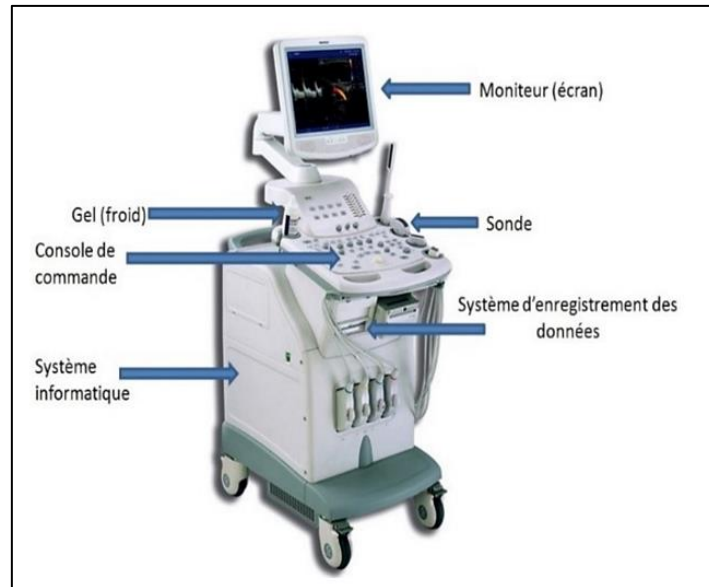 Moniteur (écran)
Gel (froid)
Sonde
Console de
commande
Système d'enregistrement des
données
Système
informatique